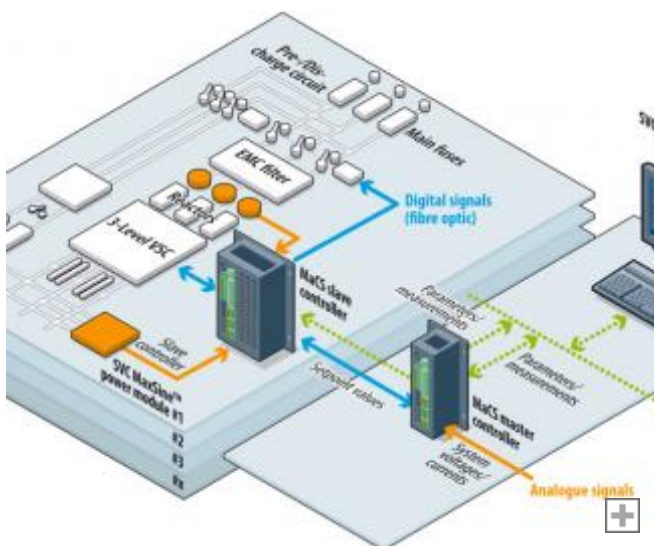 Pre-/Dis-
charge circuit
Main fuses
SVC
EMC filter
Reactors
3-Level VSC
Digital signals
(fibre optic)
MaCS slave
controller
Parameters/
measurements
Slave
controller
SVC MaxSine™
power module #1
#2
#3
#x
Setpoint values
Parameters/
measurements
MaCS master
controller
System
voltages/
currents
Analogue signals